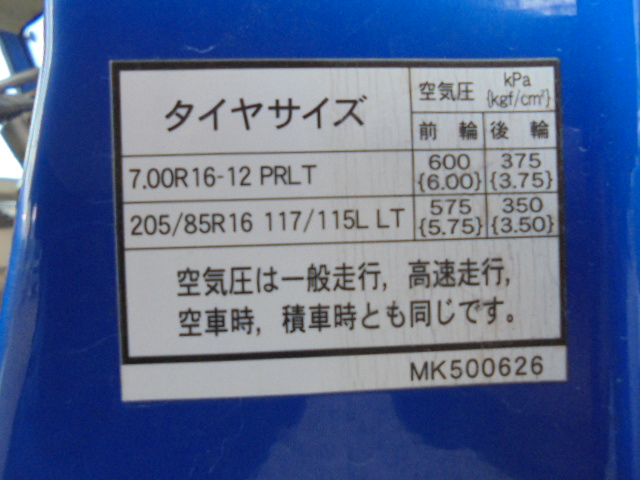 タイヤサイズ
空気圧 kPa {kgf/cm²}
前輪 後輪
7.00R16-12 PRLT 600 {6.00} 375 {3.75}
205/85R16 117/115L LT 575 {5.75} 350 {3.50}
空気圧は一般走行，高速走行，
空車時，積車時とも同じです。
MK500626